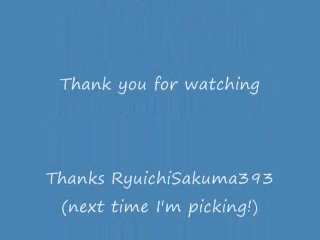 Thank you for watching
Thanks RyuichiSakuma393
(next time I'm picking!)